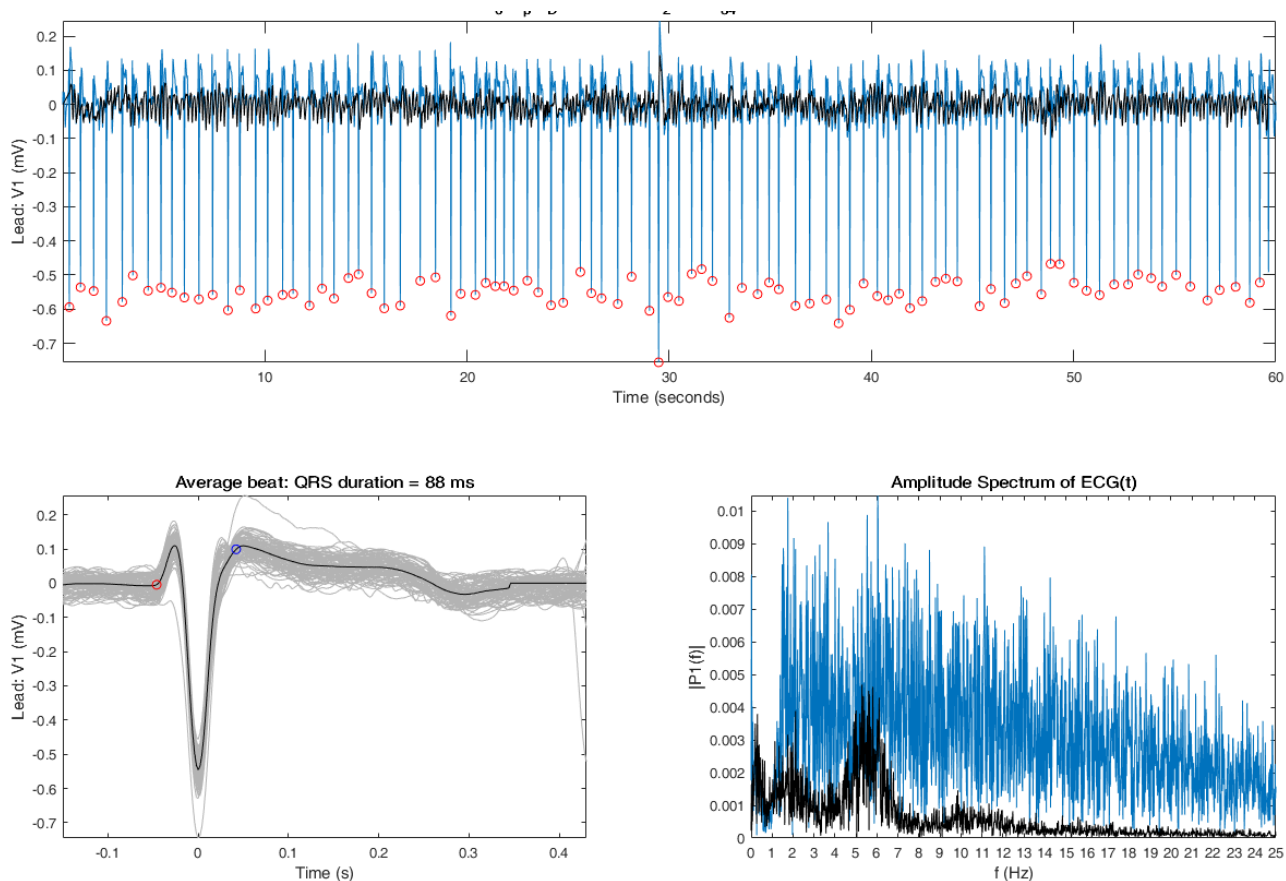 Lead: V1 (mV)
0.2
0.1
0
-0.1
-0.2
-0.3
-0.4
-0.5
-0.6
-0.7
10 20 30 40 50 60
Time (seconds)
Average beat: QRS duration = 88 ms
Lead: V1 (mV)
0.2
0.1
0
-0.1
-0.2
-0.3
-0.4
-0.5
-0.6
-0.7
-0.1 0 0.1 0.2 0.3 0.4
Time (s)
Amplitude Spectrum of ECG(t)
|P1(f)|
0.01
0.009
0.008
0.007
0.006
0.005
0.004
0.003
0.002
0.001
0
0 1 2 3 4 5 6 7 8 9 10 11 12 13 14 15 16 17 18 19 20 21 22 23 24 25
f (Hz)